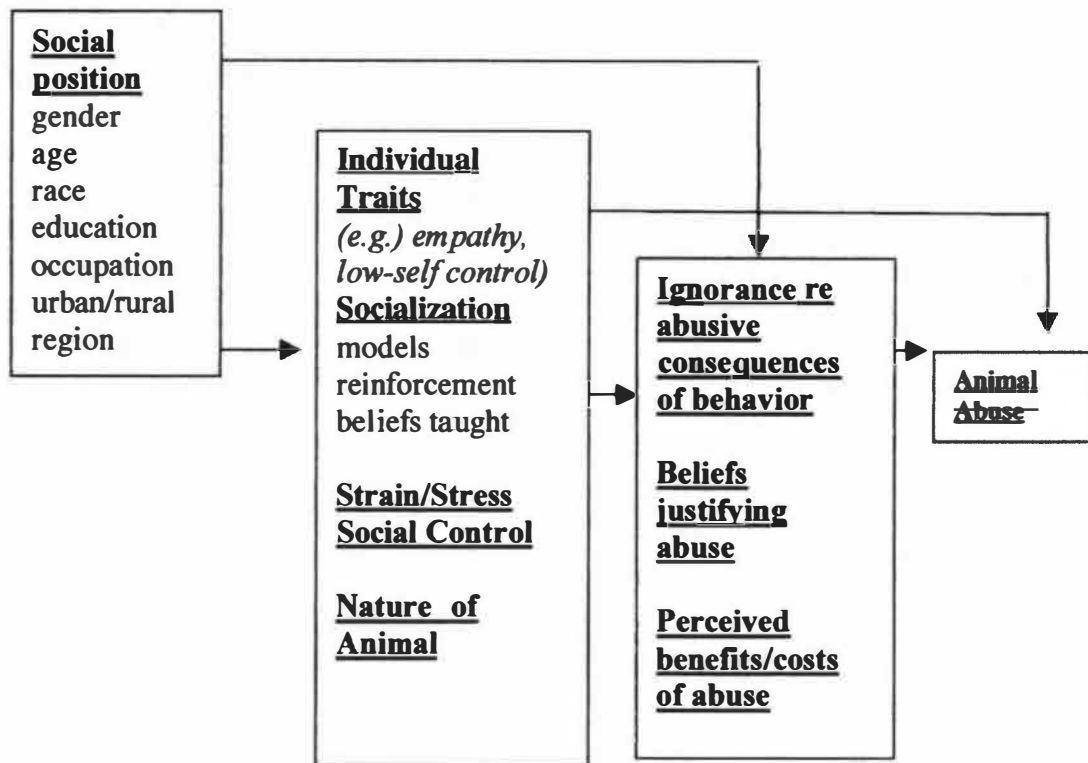 Social
position
gender
age
race
education
occupation
urban/rural
region
Individual
Traits
(e.g.) empathy,
low-self control)
Socialization
models
reinforcement
beliefs taught
Strain/Stress
Social Control
Nature of
Animal
Ignorance re
abusive
consequences
of behavior
Beliefs
justifying
abuse
Perceived
benefits/costs
of abuse
Animal
Abuse